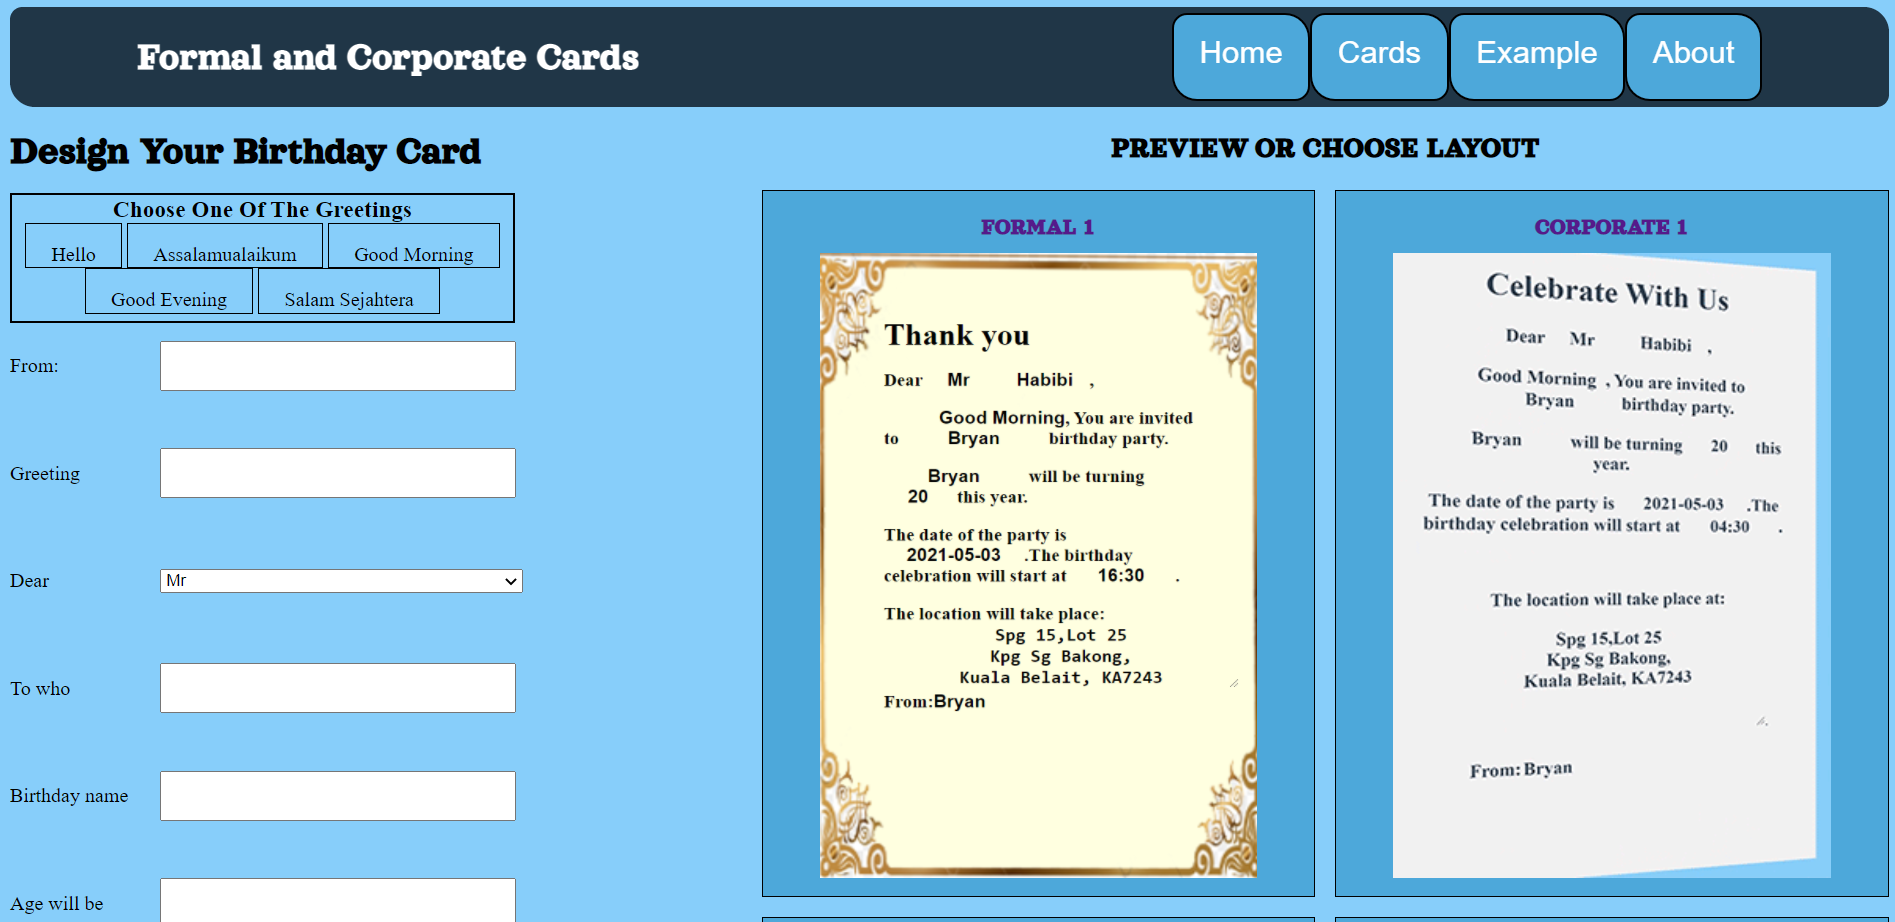 Formal and Corporate Cards
Home Cards Example About
Design Your Birthday Card
Choose One Of The Greetings
Hello Assalamualaikum Good Morning
Good Evening Salam Sejahtera
From:
Greeting
Dear Mr
To who
Birthday name
Age will be
PREVIEW OR CHOOSE LAYOUT
FORMAL 1
Thank you
Dear Mr Habibi ,
Good Morning, You are invited
to Bryan birthday party.
Bryan will be turning
20 this year.
The date of the party is
2021-05-03 .The birthday
celebration will start at 16:30 .
The location will take place:
Spg 15,Lot 25
Kpg Sg Bakong,
Kuala Belait, KA7243
From:Bryan
CORPORATE 1
Celebrate With Us
Dear Mr Habibi ,
Good Morning , You are invited to
Bryan birthday party.
Bryan will be turning 20 this
year.
The date of the party is 2021-05-03 .The
birthday celebration will start at 04:30 .
The location will take place at:
Spg 15,Lot 25
Kpg Sg Bakong,
Kuala Belait, KA7243
.
From: Bryan